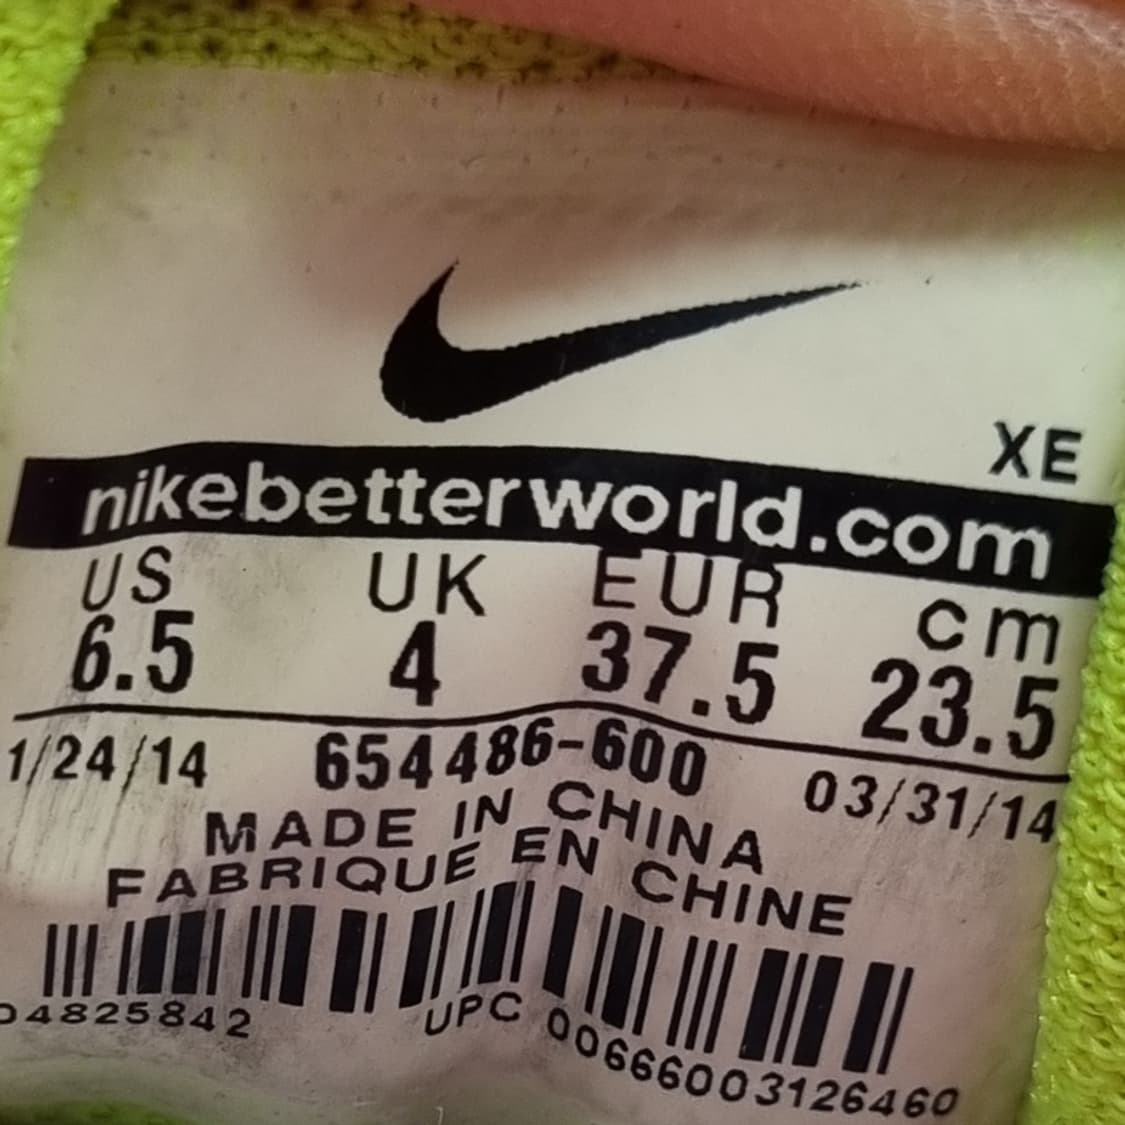 XE
nikebetterworld.com
US UK EUR cm
6.5 4 37.5 23.5
1/24/14 654486-600 03/31/14
MADE IN CHINA
FABRIQUE EN CHINE
04825842 UPC 00666003126460